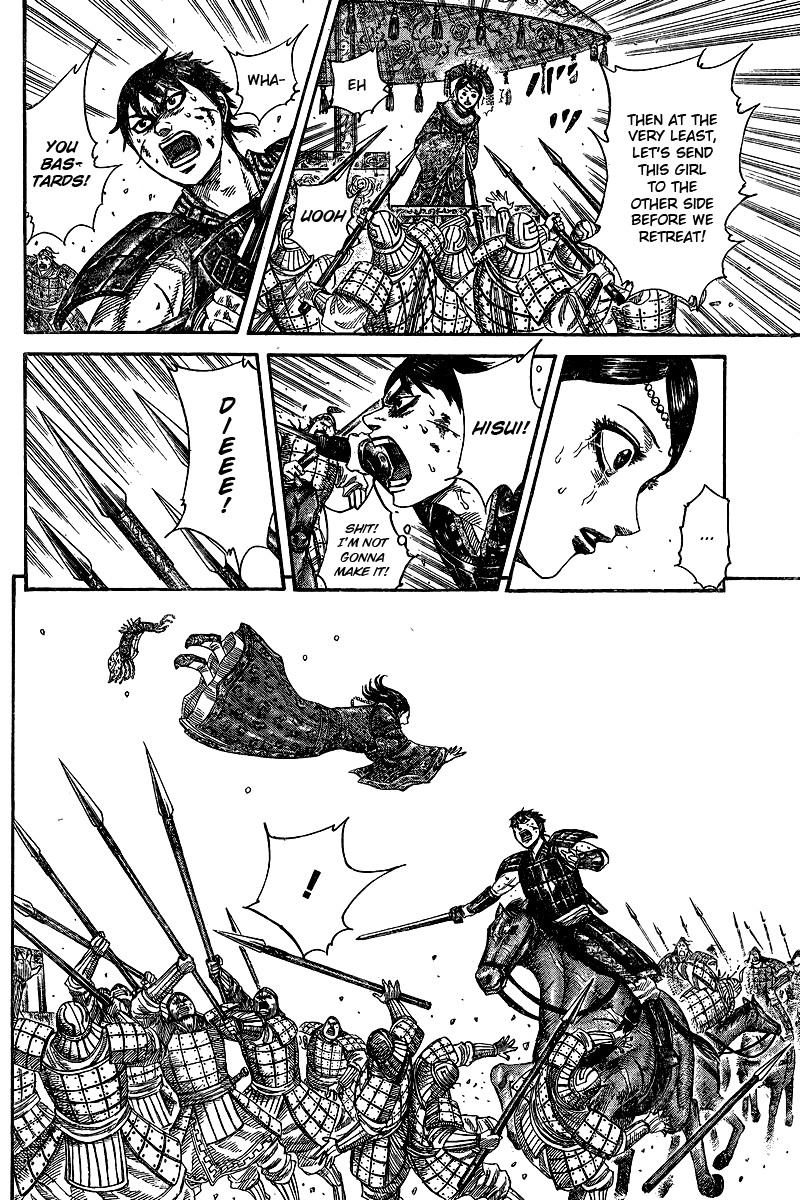 THEN AT THE
VERY LEAST,
LET'S SEND
THIS GIRL
TO THE
OTHER SIDE
BEFORE WE
RETREAT!
EH
UOOH
WHA-
YOU
BAS-
TARDS!
...
HISUI!
SHIT!
I'M NOT
GONNA
MAKE IT!
DIEEE!
!